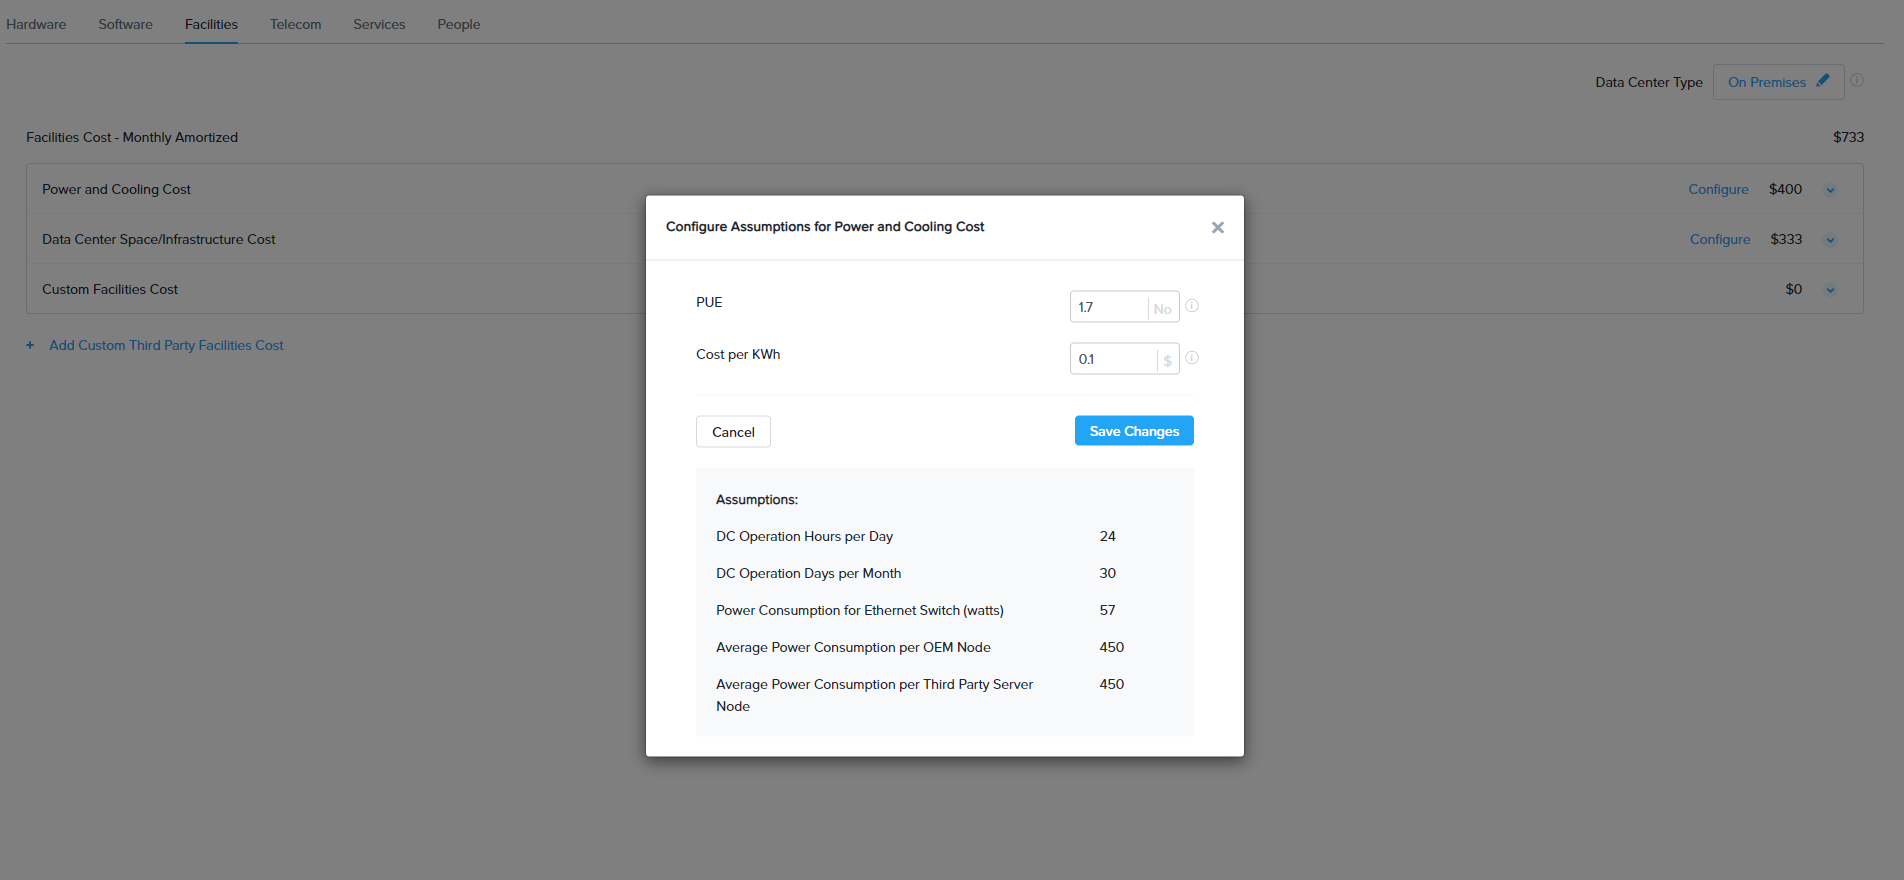 Hardware Software Facilities Telecom Services People
Data Center Type On Premises
Facilities Cost - Monthly Amortized $733
Power and Cooling Cost Configure $400
Data Center Space/Infrastructure Cost Configure $333
Custom Facilities Cost $0
+ Add Custom Third Party Facilities Cost
Configure Assumptions for Power and Cooling Cost
PUE 1.7 No
Cost per KWh 0.1 $
Cancel Save Changes
Assumptions:
DC Operation Hours per Day 24
DC Operation Days per Month 30
Power Consumption for Ethernet Switch (watts) 57
Average Power Consumption per OEM Node 450
Average Power Consumption per Third Party Server 450
Node